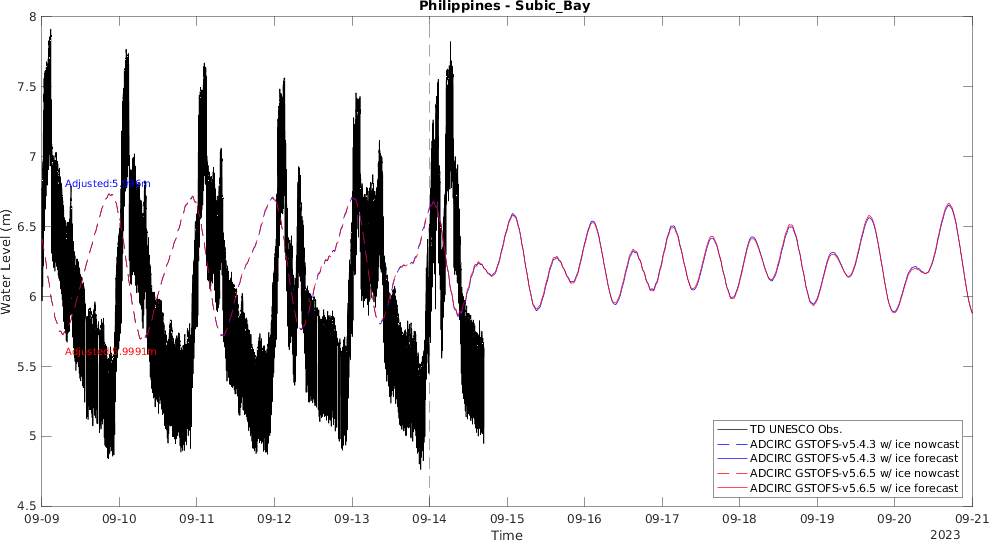 Philippines - Subic_Bay
8
7.5
7
6.5
6
5.5
5
4.5
Water Level (m)
Adjusted:5.
Adjusted:
9991m
09-09 09-10 09-11 09-12 09-13 09-14 09-15 09-16 09-17 09-18 09-19 09-20 09-21
Time
2023
TD UNESCO Obs.
ADCIRC GSTOFS-v5.4.3 w/ ice nowcast
ADCIRC GSTOFS-v5.4.3 w/ ice forecast
ADCIRC GSTOFS-v5.6.5 w/ ice nowcast
ADCIRC GSTOFS-v5.6.5 w/ ice forecast